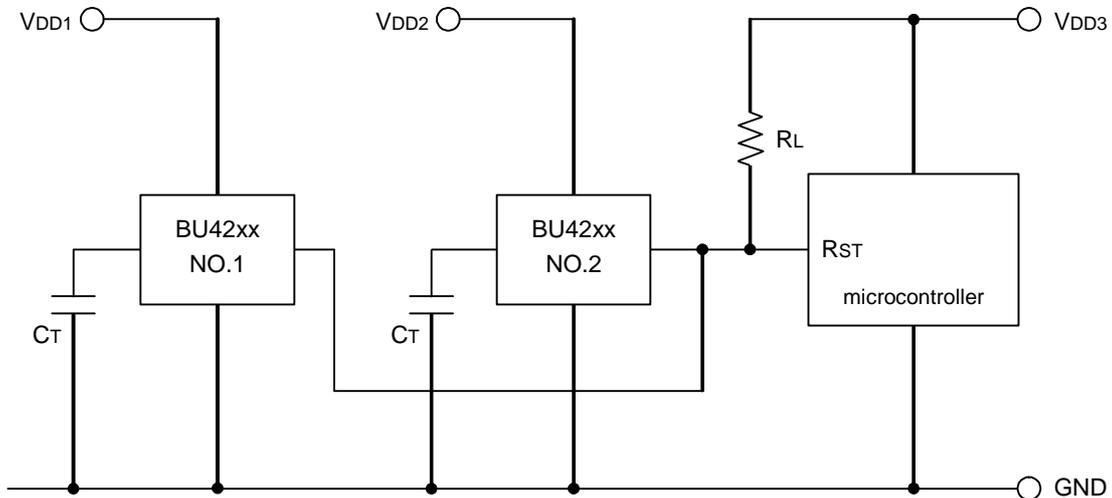 VDD1
VDD2
VDD3
RL
BU42xx
NO.1
BU42xx
NO.2
RST
microcontroller
CT
CT
GND